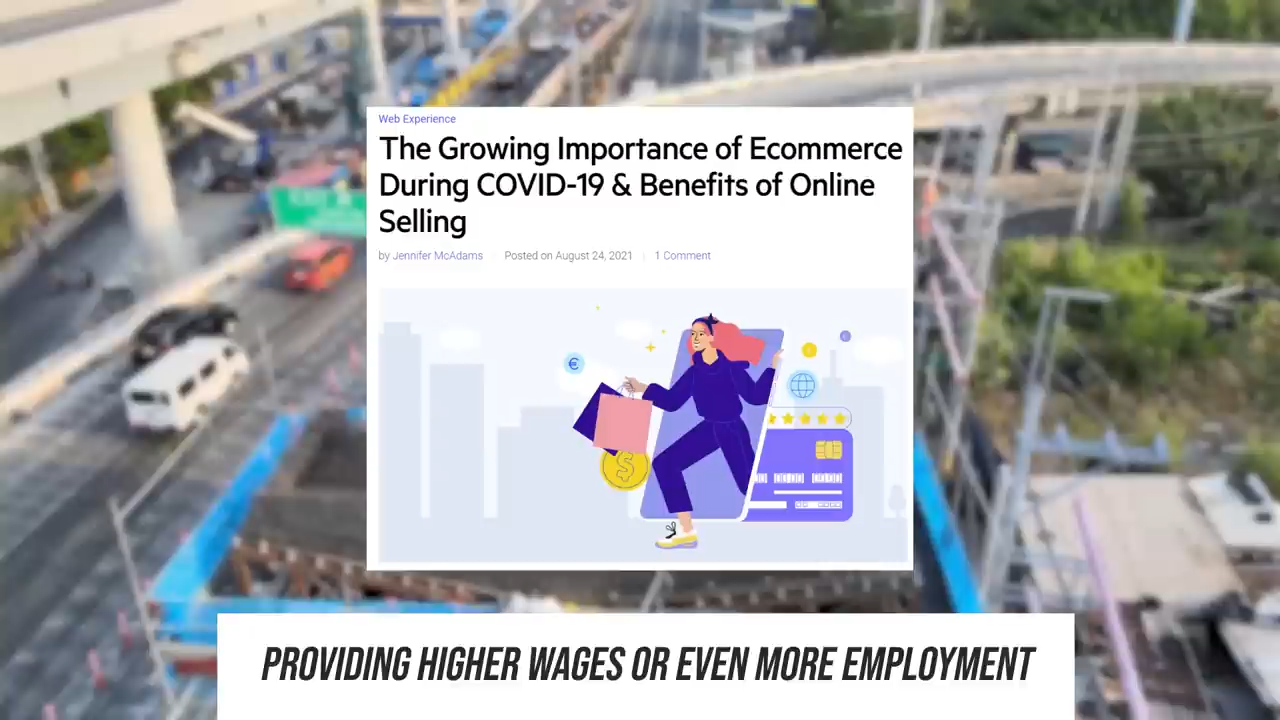 Web Experience
The Growing Importance of Ecommerce
During COVID-19 & Benefits of Online
Selling
by Jennifer McAdams Posted on August 24, 2021 1 Comment
€
$
PROVIDING HIGHER WAGES OR EVEN MORE EMPLOYMENT